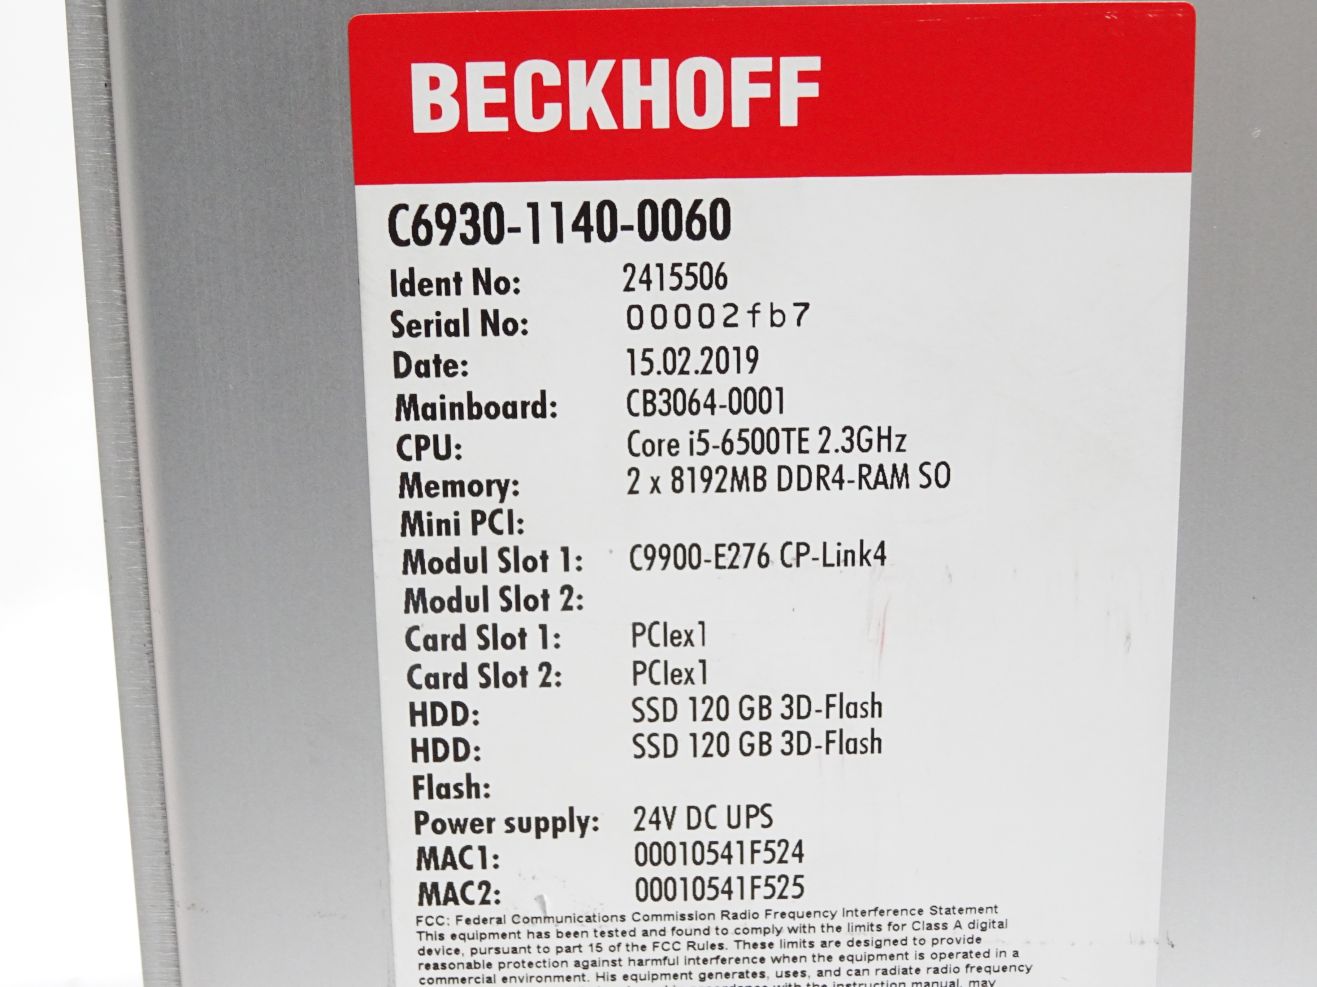 BECKHOFF
C6930-1140-0060
Ident No: 2415506
Serial No: 00002fb7
Date: 15.02.2019
Mainboard: CB3064-0001
CPU: Core i5-6500TE 2.3GHz
Memory: 2 x 8192MB DDR4-RAM SO
Mini PCI:
Modul Slot 1: C9900-E276 CP-Link4
Modul Slot 2:
Card Slot 1: PCIex1
Card Slot 2: PCIex1
HDD: SSD 120 GB 3D-Flash
HDD: SSD 120 GB 3D-Flash
Flash:
Power supply: 24V DC UPS
MAC1: 00010541F524
MAC2: 00010541F525
FCC: Federal Communications Commission Radio Frequency Interference Statement
This equipment has been tested and found to comply with the limits for Class A digital
device, pursuant to part 15 of the FCC Rules. These limits are designed to provide
reasonable protection against harmful interference when the equipment is operated in a
commercial environment. His equipment generates, uses, and can radiate radio frequency
with the instruction manual, may